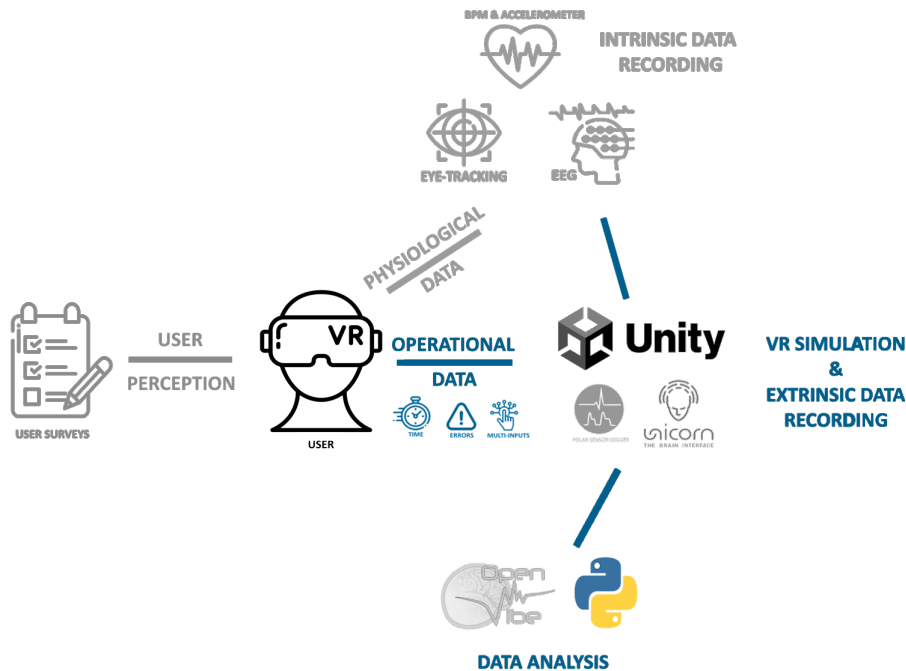 BPM & ACCELEROMETER
INTRINSIC DATA
RECORDING
EYE-TRACKING
EEG
PHYSIOLOGICAL
DATA
USER
PERCEPTION
USER SURVEYS
VR
USER
OPERATIONAL
DATA
TIME
ERRORS
MULTI-INPUTS
Unity
POLAR SENSOR LOGGER
unicorn
THE BRAIN INTERFACE
VR SIMULATION
&
EXTRINSIC DATA
RECORDING
Open
Vibe
DATA ANALYSIS